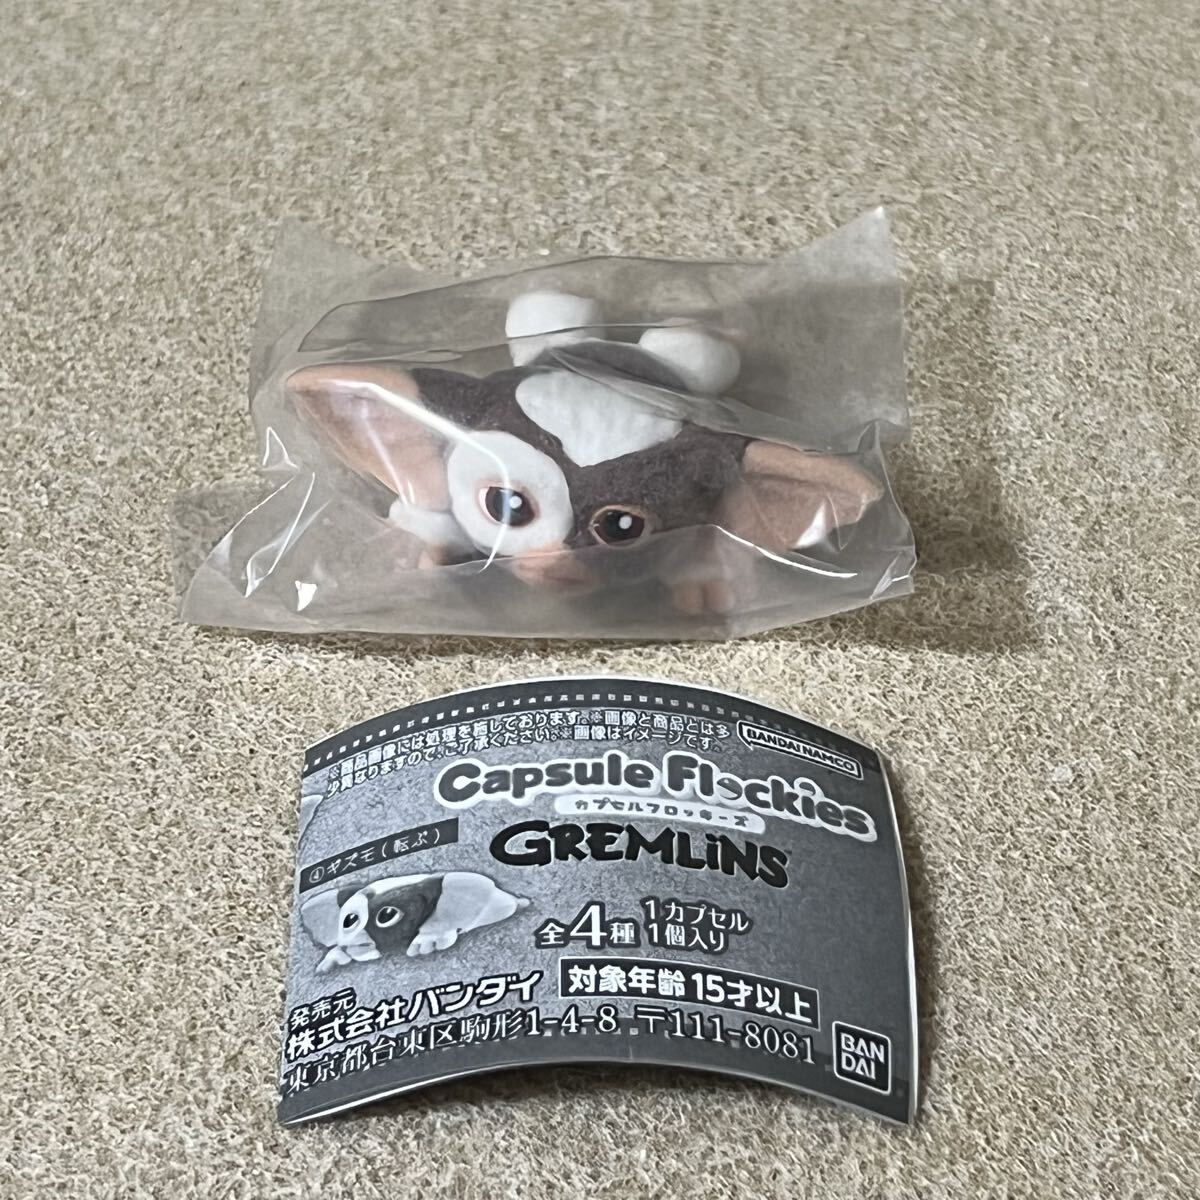 ※商品画像には処理を施しております。※画像と商品とは多
少異なりますので、ご了承ください。※画像はイメージです。
BANDAI NAMCO
Capsule Flockies
カプセルフロッキーズ
GREMLiNS
④ギズモ(転ぶ)
全4種
1カプセル
1個入り
発売元
株式会社バンダイ
対象年齢15才以上
東京都台東区駒形1-4-8 〒111-8081
BAN
DAI